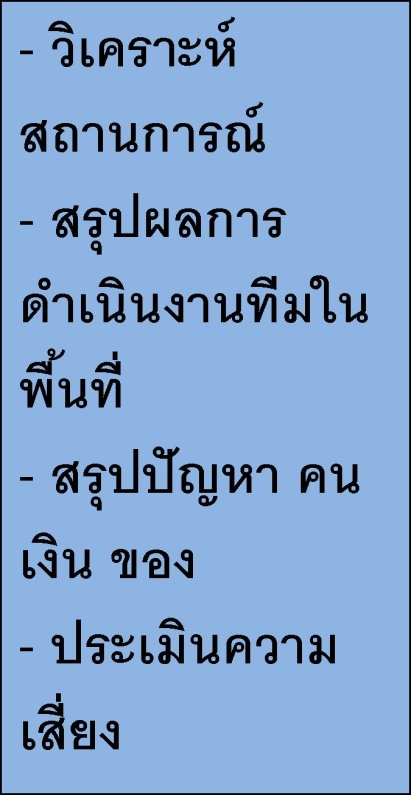 - วิเคราะห์
สถานการณ์
- สรุปผลการ
ดำเนินงานทีมใน
พื้นที่
- สรุปปัญหา คน
เงิน ของ
- ประเมินความ
เสี่ยง